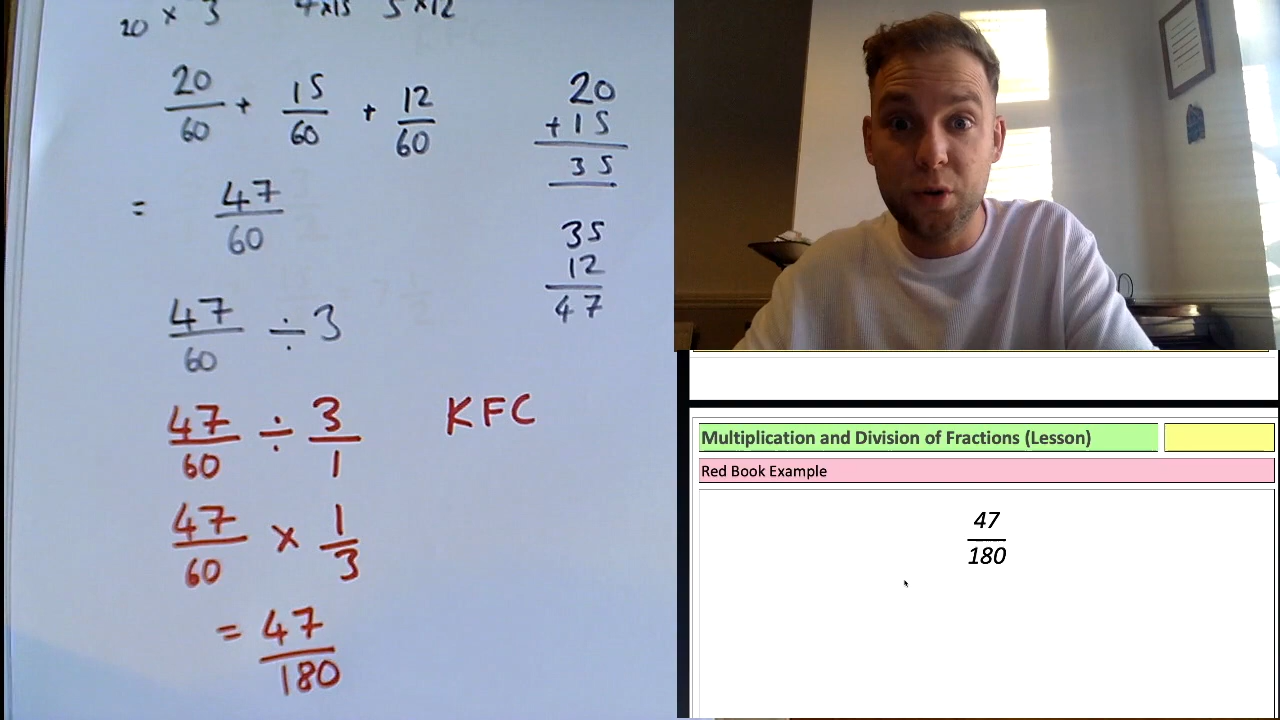 20 × 3 4×15 5×12
20/60 + 15/60 + 12/60
= 47/60
47/60 ÷ 3
47/60 ÷ 3/1 KFC
47/60 × 1/3
= 47/180
20
+ 15
35
35
12
47
Multiplication and Division of Fractions (Lesson)
Red Book Example
47
180